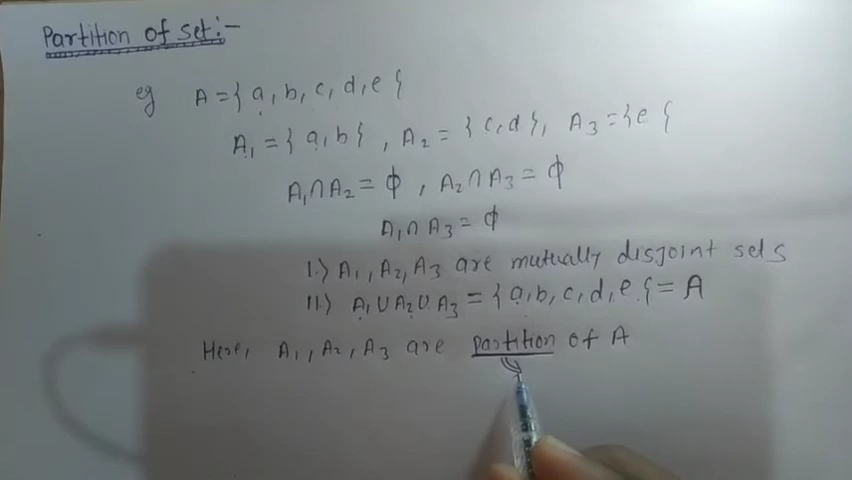 Partition of set:-
eg A = { a, b, c, d, e }
A₁ = { a, b }, A₂ = { c, d }, A₃ = { e }
A₁ ∩ A₂ = ϕ, A₂ ∩ A₃ = ϕ
A₁ ∩ A₃ = ϕ
I.) A₁, A₂, A₃ are mutually disjoint sets
II.) A₁ ∪ A₂ ∪ A₃ = { a, b, c, d, e } = A
Here, A₁, A₂, A₃ are partition of A